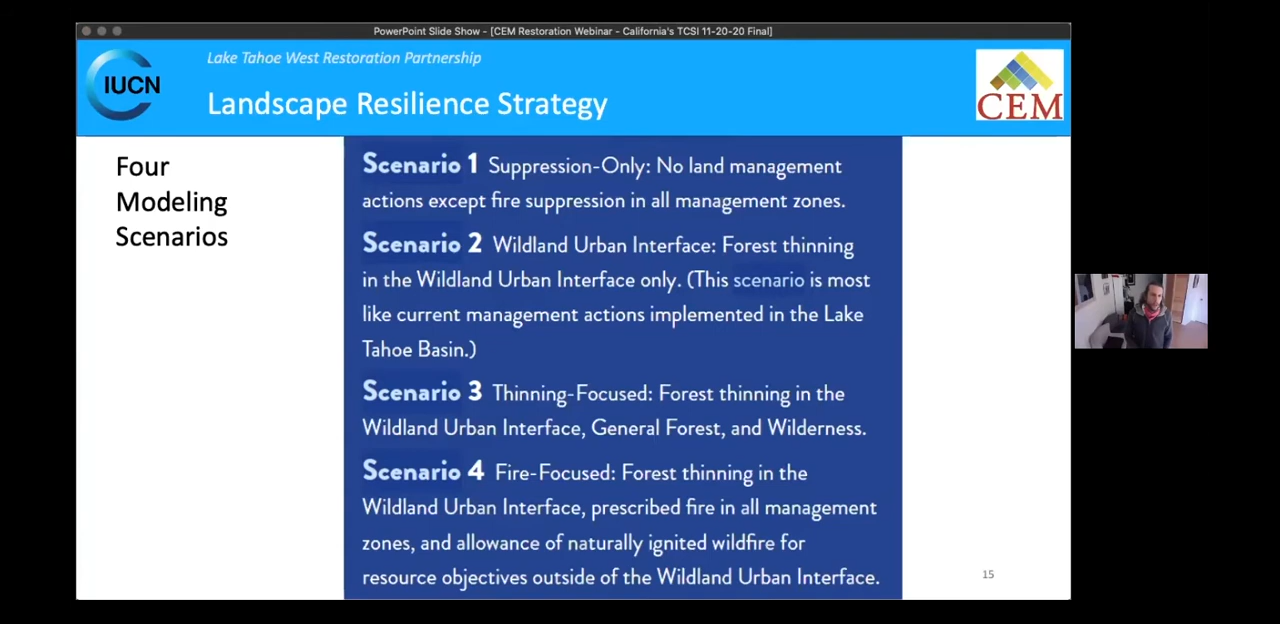 PowerPoint Slide Show - [CEM Restoration Webinar - California's TCSI 11-20-20 Final]
IUCN
Lake Tahoe West Restoration Partnership
Landscape Resilience Strategy
CEM
Four
Modeling
Scenarios
Scenario 1 Suppression-Only: No land management
actions except fire suppression in all management zones.
Scenario 2 Wildland Urban Interface: Forest thinning
in the Wildland Urban Interface only. (This scenario is most
like current management actions implemented in the Lake
Tahoe Basin.)
Scenario 3 Thinning-Focused: Forest thinning in the
Wildland Urban Interface, General Forest, and Wilderness.
Scenario 4 Fire-Focused: Forest thinning in the
Wildland Urban Interface, prescribed fire in all management
zones, and allowance of naturally ignited wildfire for
resource objectives outside of the Wildland Urban Interface.
15